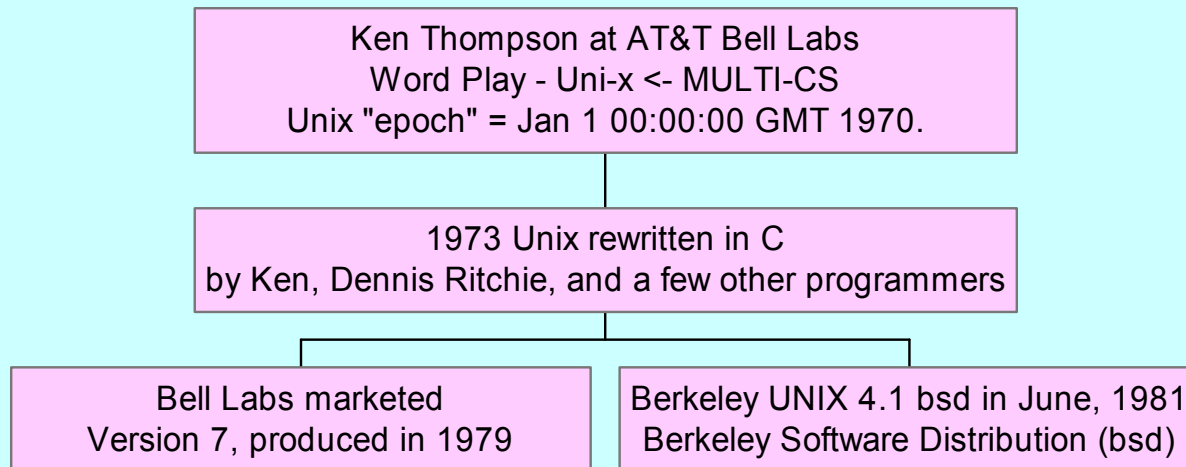 Ken Thompson at AT&T Bell Labs
Word Play - Uni-x <- MULTI-CS
Unix "epoch" = Jan 1 00:00:00 GMT 1970.
1973 Unix rewritten in C
by Ken, Dennis Ritchie, and a few other programmers
Bell Labs marketed
Version 7, produced in 1979
Berkeley UNIX 4.1 bsd in June, 1981
Berkeley Software Distribution (bsd)